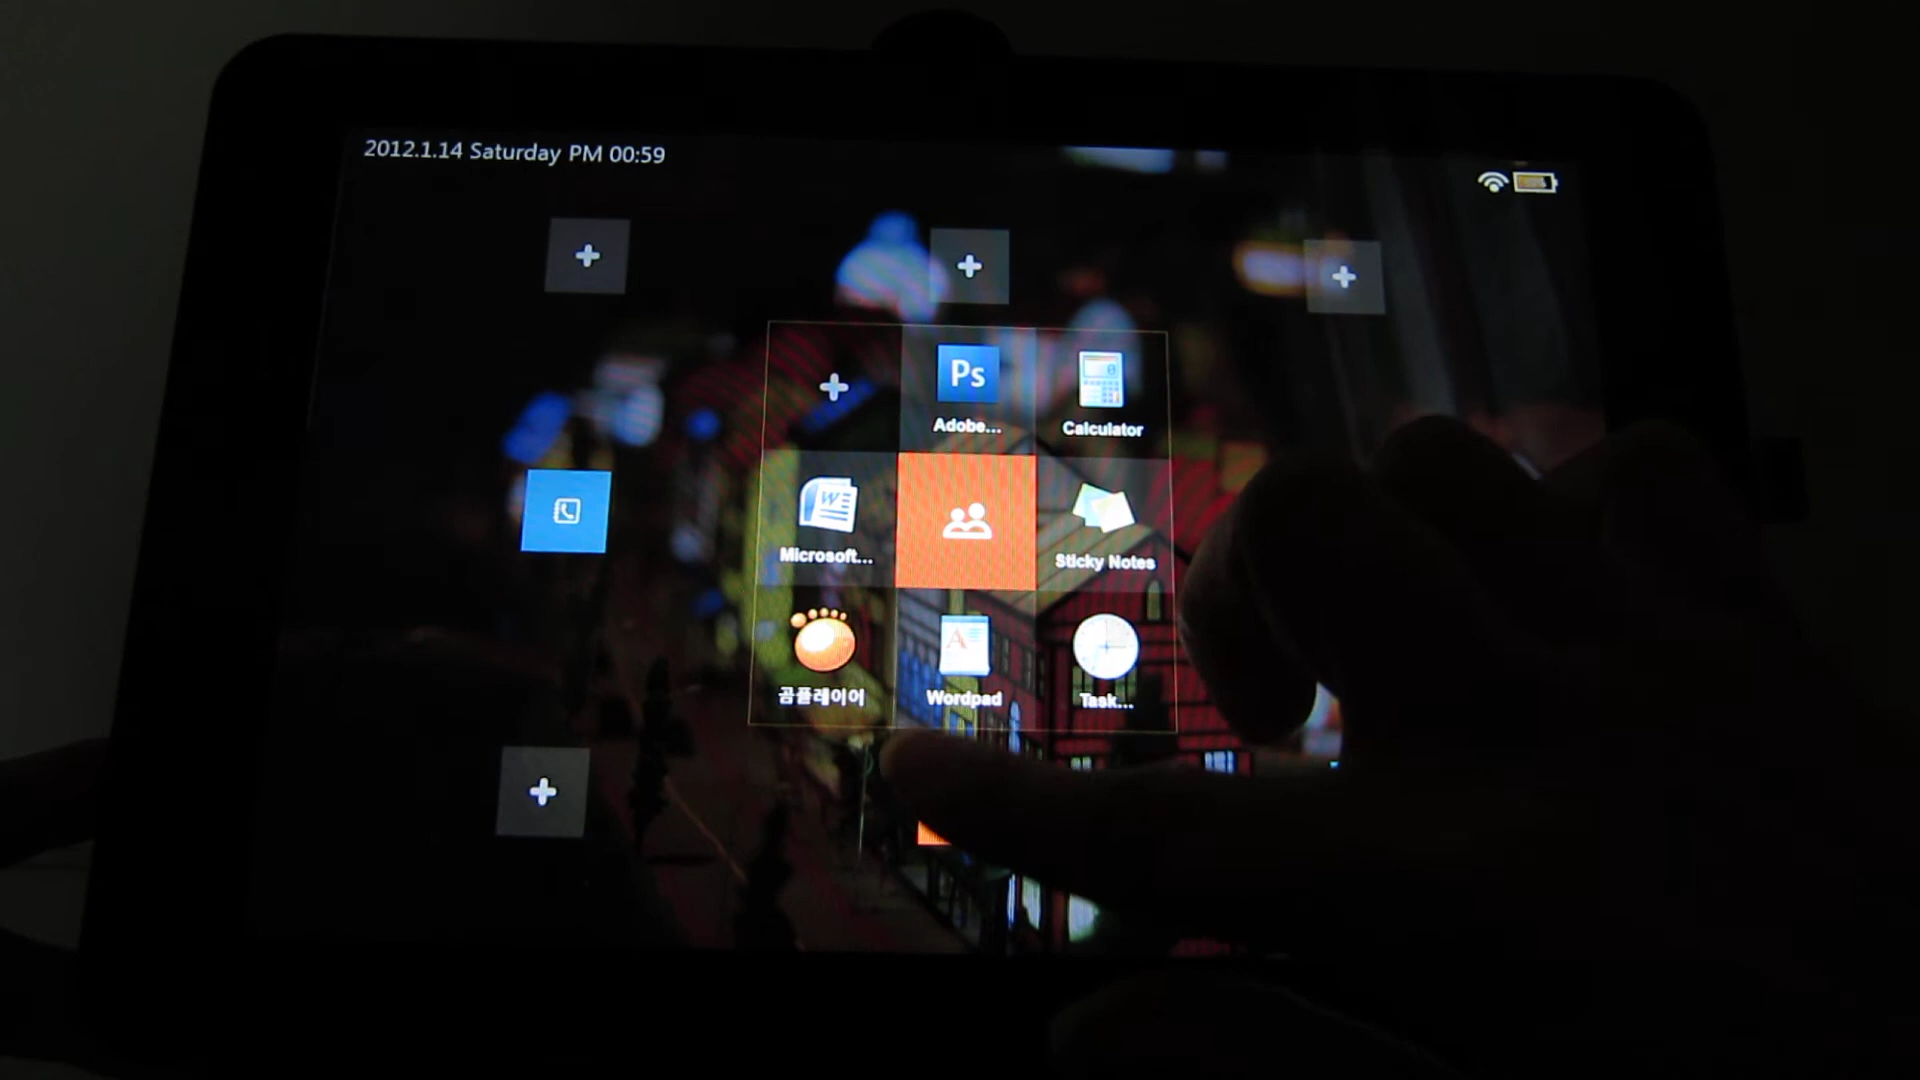 2012.1.14 Saturday PM 00:59
Ps
Adobe...
Calculator
W
Microsoft...
Sticky Notes
A
곰플레이어
Wordpad
Task...